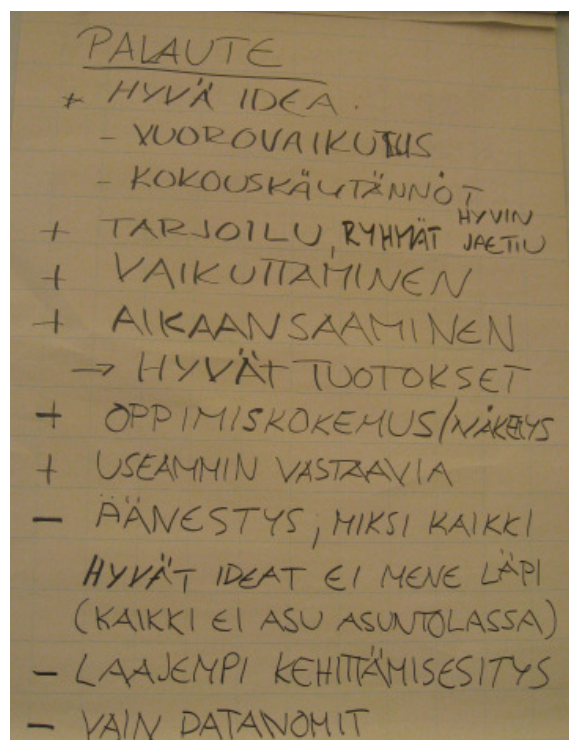 PALAUTE
+ HYVÄ IDEA.
- VUOROVAIKUTUS
- KOKOUSKÄYTÄNNÖT
+ TARJOILU, RYHMÄT HYVIN JAETTU
+ VAIKUTTAMINEN
+ AIKAANSAAMINEN
→ HYVÄT TUOTOKSET
+ OPPIMISKOKEMUS/NÄKEMYS
+ USEAMMIN VASTAAVIA
- ÄÄNESTYS, MIKSI KAIKKI
HYVÄT IDEAT EI MENE LÄPI
(KAIKKI EI ASU ASUNTOLASSA)
- LAAJEMPI KEHITTÄMISESITYS
- VAIN DATANOMIT